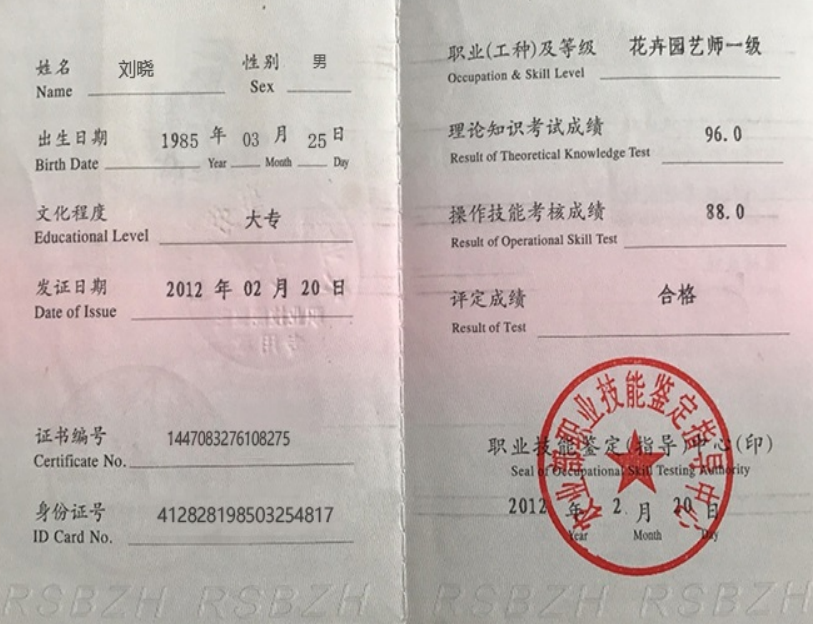 姓名 刘晓 性别 男
Name Sex
出生日期 1985 年 03 月 25 日
Birth Date Year Month Day
文化程度 大专
Educational Level
发证日期 2012 年 02 月 20 日
Date of Issue
证书编号 1447083276108275
Certificate No.
身份证号 412828198503254817
ID Card No.
RSBZH RSBZH
职业(工种)及等级 花卉园艺师一级
Occupation & Skill Level
理论知识考试成绩 96.0
Result of Theoretical Knowledge Test
操作技能考核成绩 88.0
Result of Operational Skill Test
评定成绩 合格
Result of Test
职业技能鉴定(指导)中心(印)
Seal of Occupational Skill Testing Authority
2012 年 2 月 20 日
Year Month Day
农业部职业技能鉴定指导中心
RSBZH RSBZH